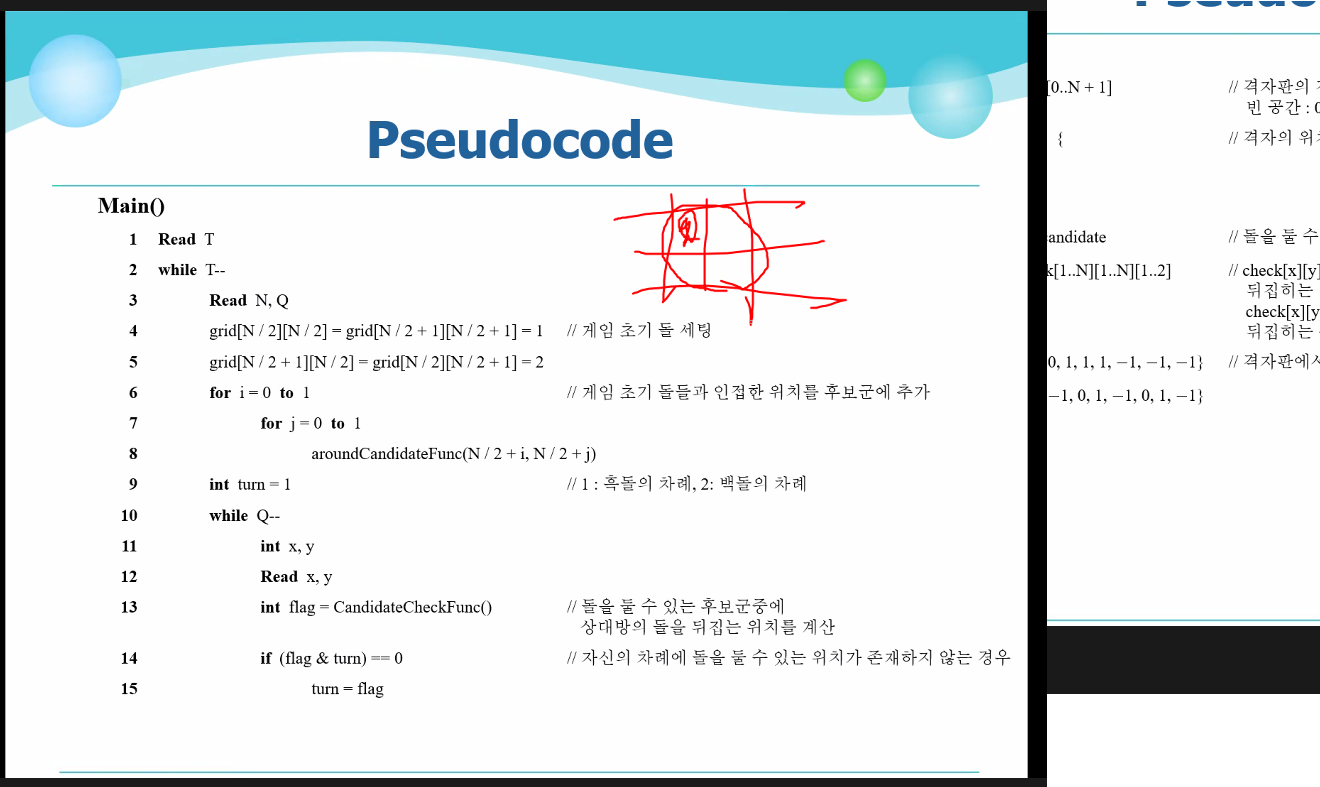 Pseudocode
Main()
1 Read T
2 while T--
3 Read N, Q
4 grid[N / 2][N / 2] = grid[N / 2 + 1][N / 2 + 1] = 1 // 게임 초기 돌 세팅
5 grid[N / 2 + 1][N / 2] = grid[N / 2][N / 2 + 1] = 2
6 for i = 0 to 1 // 게임 초기 돌들과 인접한 위치를 후보군에 추가
7 for j = 0 to 1
8 aroundCandidateFunc(N / 2 + i, N / 2 + j)
9 int turn = 1 // 1 : 흑돌의 차례, 2: 백돌의 차례
10 while Q--
11 int x, y
12 Read x, y
13 int flag = CandidateCheckFunc() // 돌을 둘 수 있는 후보군중에
상대방의 돌을 뒤집는 위치를 계산
14 if (flag & turn) == 0 // 자신의 차례에 돌을 둘 수 있는 위치가 존재하지 않는 경우
15 turn = flag
[0..N + 1] // 격자판의
빈 공간 : 0
{ // 격자의
candidate // 돌을 둘 수
k[1..N][1..N][1..2] // check[x][y]
뒤집히는
check[x][y
뒤집히는
0, 1, 1, 1, −1, −1, −1} // 격자판에서
−1, 0, 1, −1, 0, 1, −1}